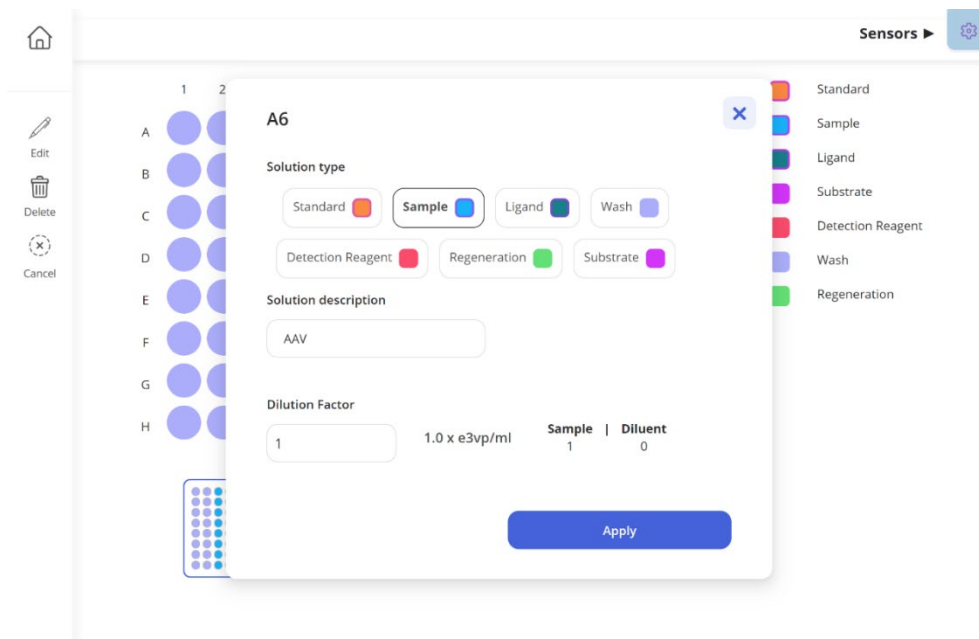 Sensors ▶
Edit
Delete
Cancel
1 2
A
B
C
D
E
F
G
H
A6
Solution type
Standard Sample Ligand Wash
Detection Reagent Regeneration Substrate
Solution description
AAV
Dilution Factor
1 1.0 x e3vp/ml
Sample | Diluent
1 0
Apply
Standard
Sample
Ligand
Substrate
Detection Reagent
Wash
Regeneration